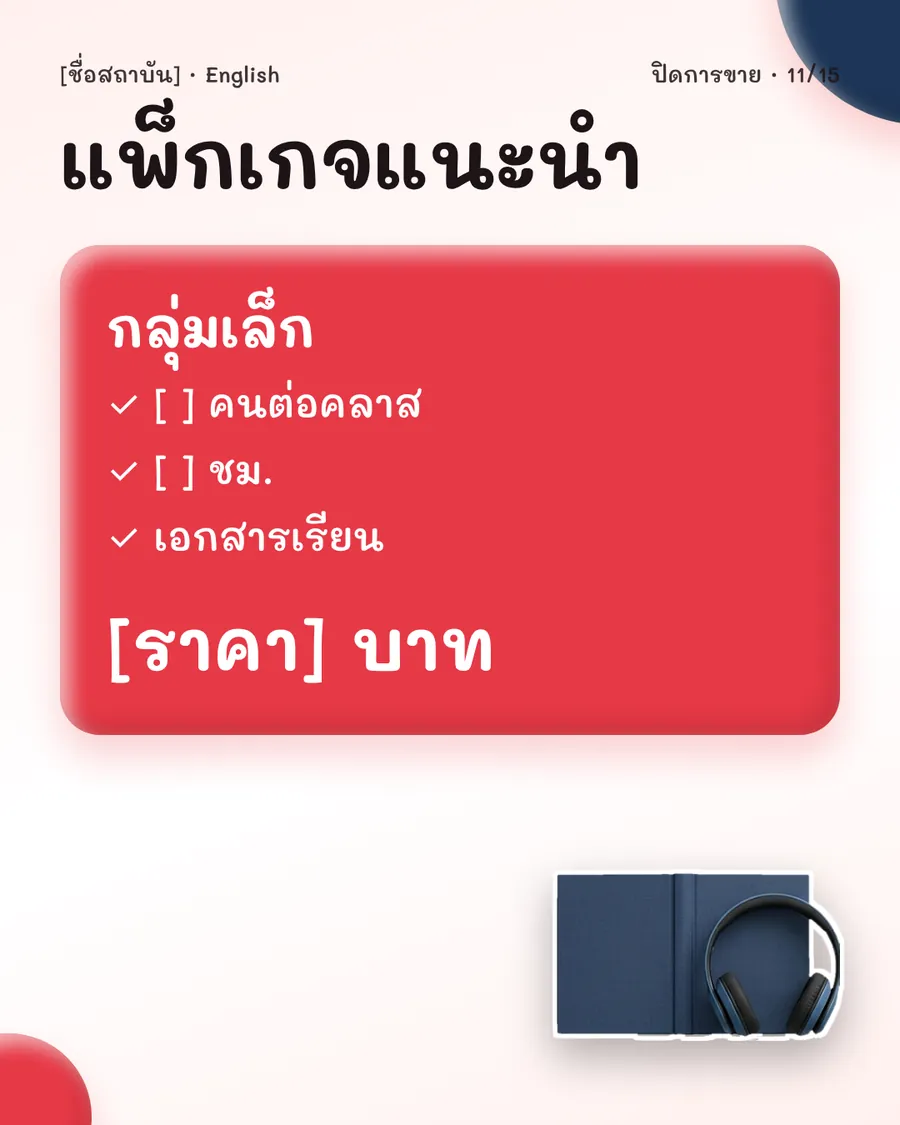 [ชื่อสถาบัน] · English
ปิดการขาย · 11/15
แพ็กเกจแนะนำ
กลุ่มเล็ก
✓ [ ] คนต่อคลาส
✓ [ ] ชม.
✓ เอกสารเรียน
[ราคา] บาท